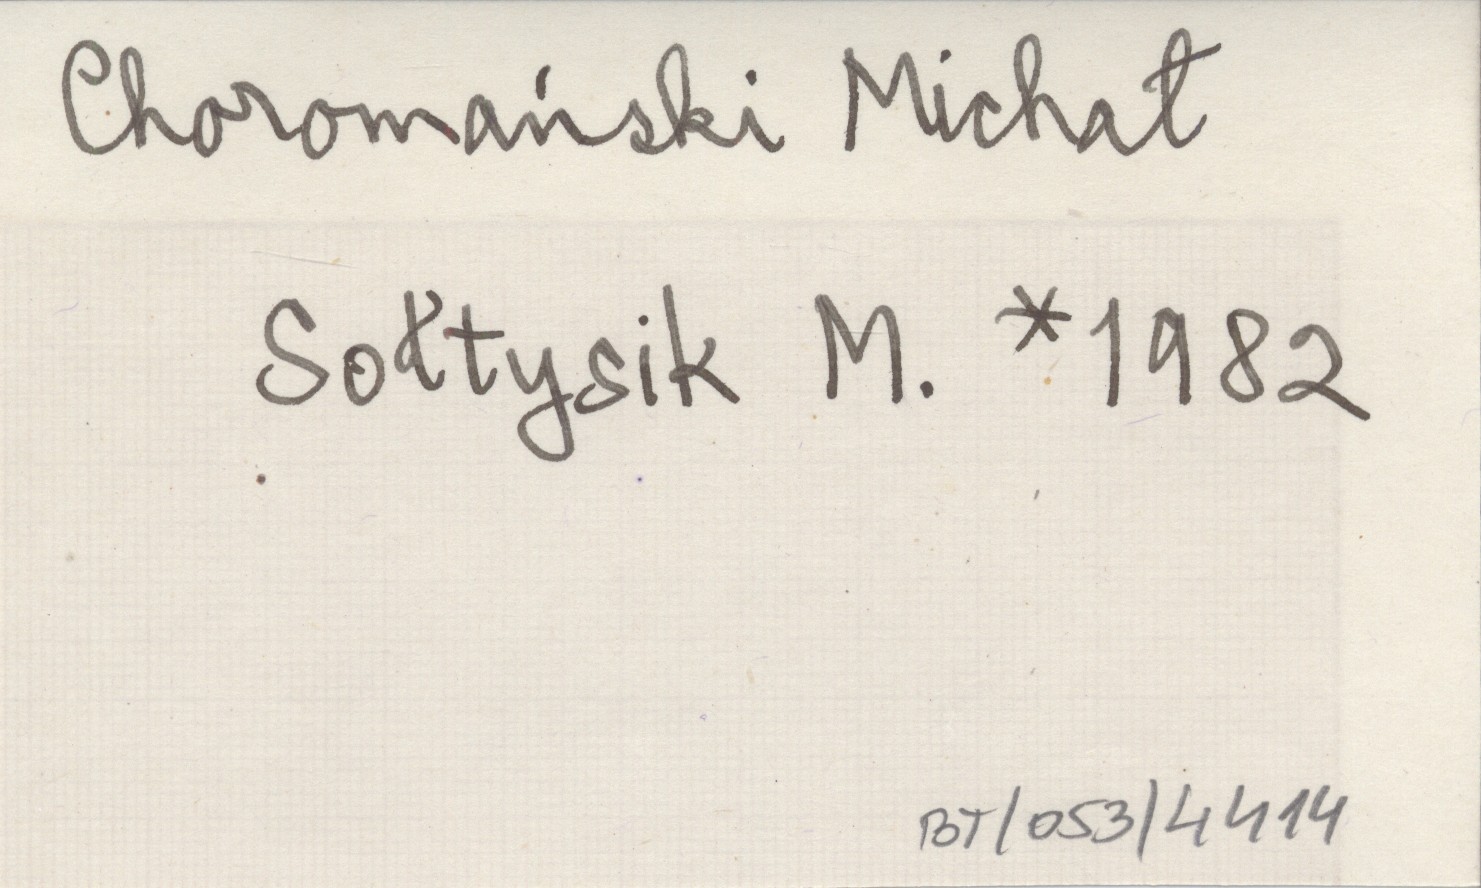 Choromański Michał
Sołtysik M. *1982
BT/053/4414